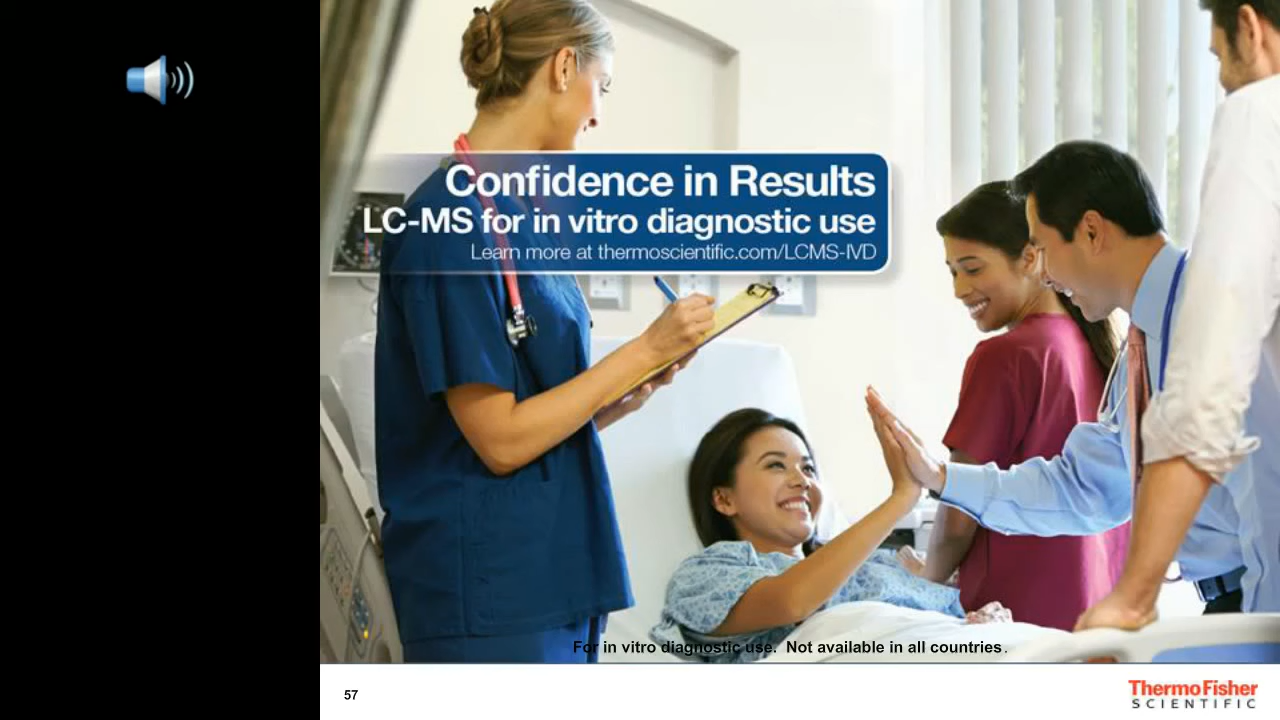 Confidence in Results
LC-MS for in vitro diagnostic use
Learn more at thermoscientific.com/LCMS-IVD
For in vitro diagnostic use. Not available in all countries.
57
ThermoFisher
SCIENTIFIC